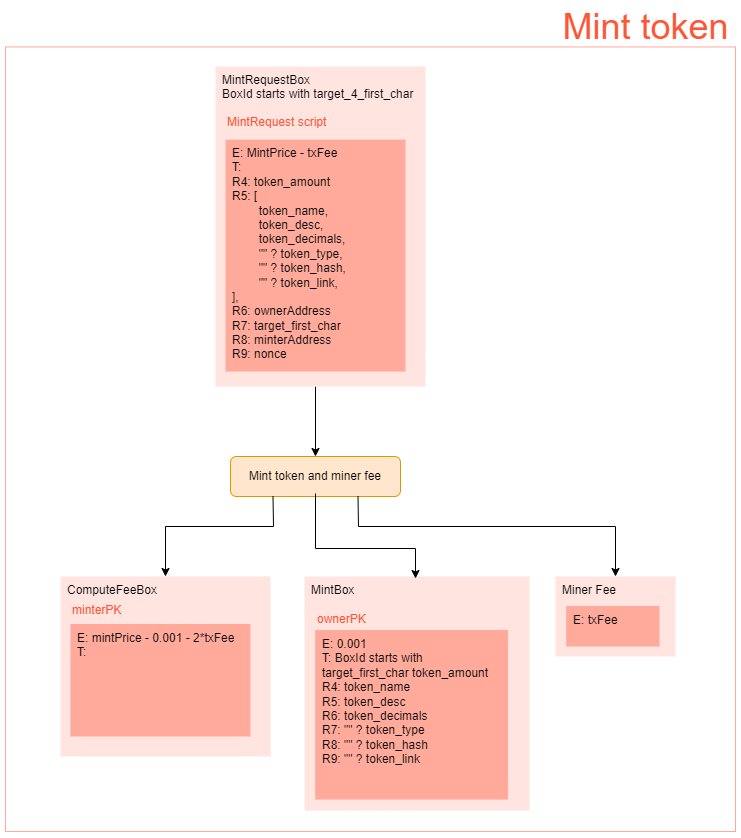 Mint token
MintRequestBox
BoxId starts with target_4_first_char
MintRequest script
E: MintPrice - txFee
T:
R4: token_amount
R5: [
token_name,
token_desc,
token_decimals,
"" ? token_type,
"" ? token_hash,
"" ? token_link,
],
R6: ownerAddress
R7: target_first_char
R8: minterAddress
R9: nonce
Mint token and miner fee
ComputeFeeBox
minterPK
E: mintPrice - 0.001 - 2*txFee
T:
MintBox
ownerPK
E: 0.001
T: BoxId starts with
target_first_char token_amount
R4: token_name
R5: token_desc
R6: token_decimals
R7: "" ? token_type
R8: "" ? token_hash
R9: "" ? token_link
Miner Fee
E: txFee